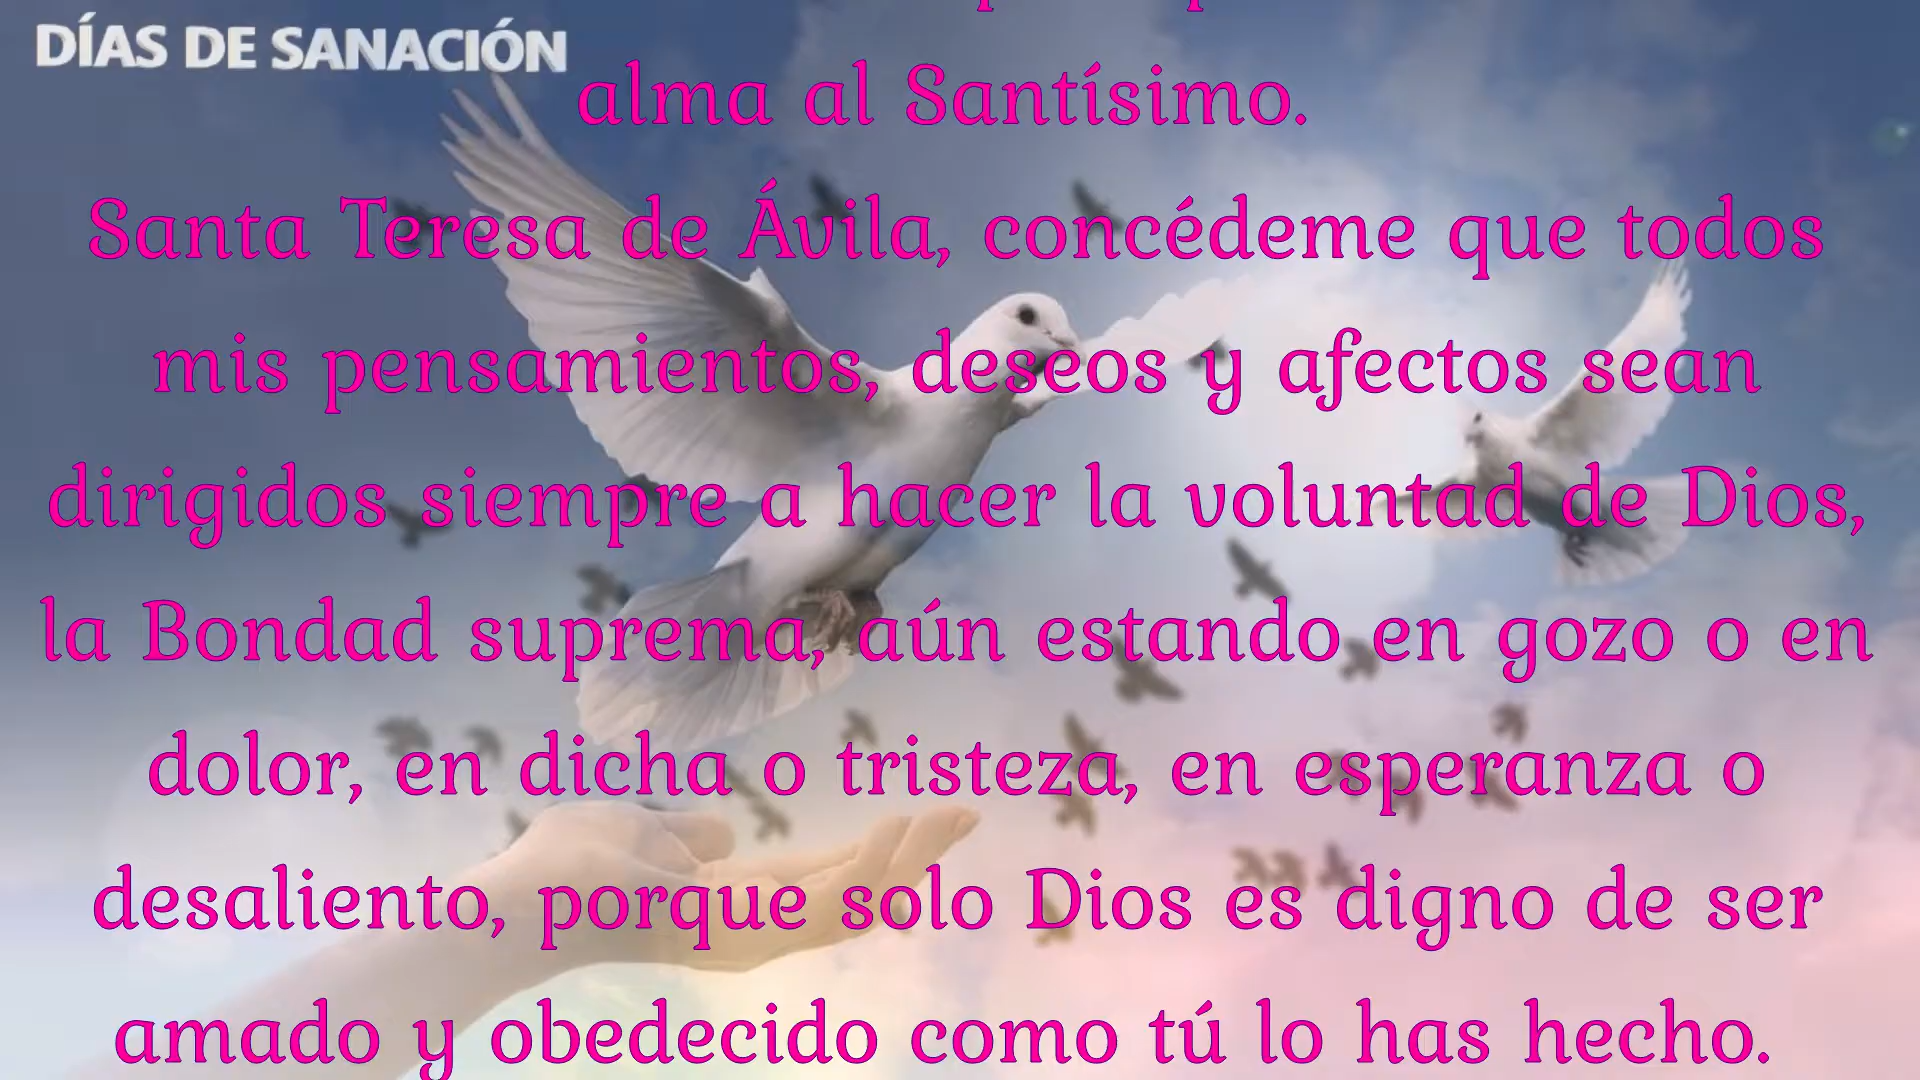 DÍAS DE SANACIÓN
alma al Santísimo.
Santa Teresa de Ávila, concédeme que todos
mis pensamientos, deseos y afectos sean
dirigidos siempre a hacer la voluntad de Dios,
la Bondad suprema, aún estando en gozo o en
dolor, en dicha o tristeza, en esperanza o
desaliento, porque solo Dios es digno de ser
amado y obedecido como tú lo has hecho.